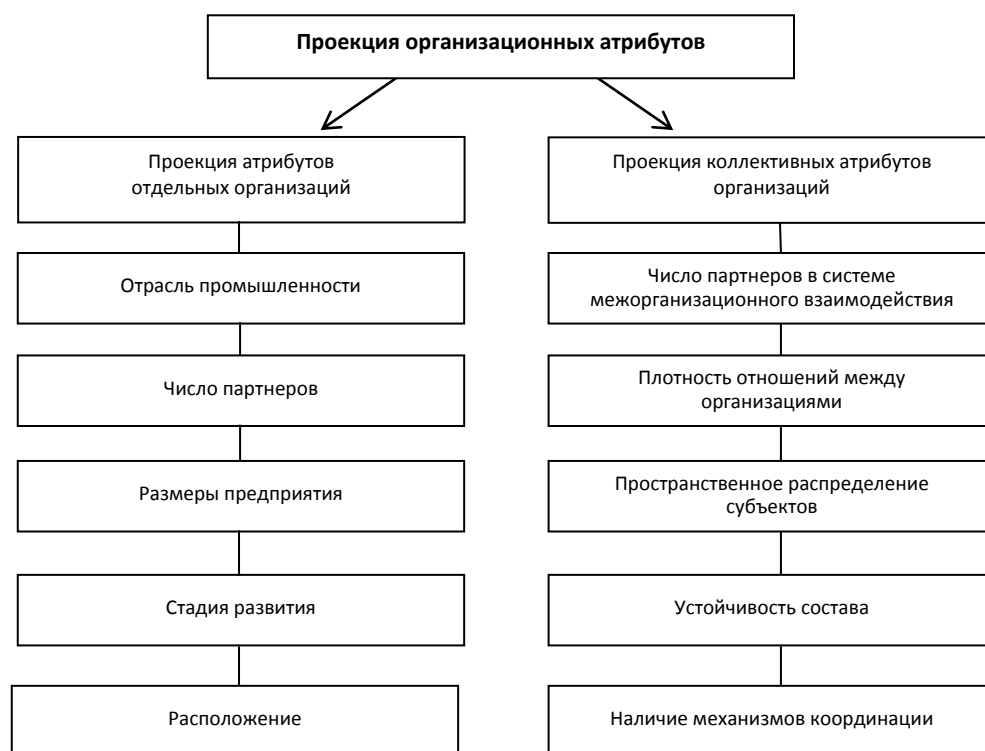 Проекция организационных атрибутов
Проекция атрибутов
отдельных организаций
Отрасль промышленности
Число партнеров
Размеры предприятия
Стадия развития
Расположение
Проекция коллективных атрибутов
организаций
Число партнеров в системе
межорганизационного взаимодействия
Плотность отношений между
организациями
Пространственное распределение
субъектов
Устойчивость состава
Наличие механизмов координации